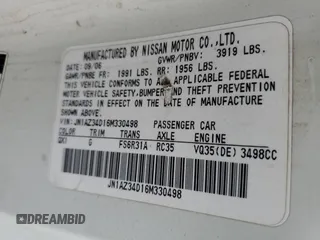 MANUFACTURED BY NISSAN MOTOR CO.,LTD.
DATE: 09/06 GVWR/PNBV: 3919 LBS.
GAWR/PNBE FR: 1991 LBS. RR: 1956 LBS.
THIS VEHICLE CONFORMS TO ALL APPLICABLE FEDERAL
MOTOR VEHICLE SAFETY-BUMPER AND THEFT PREVENTION
STANDARDS IN EFFECT ON THE DATE OF MANUFACTURE
SHOWN ABOVE.
JN1AZ34D16M330498 PASSENGER CAR
COLOR TRIM TRANS AXLE ENGINE
QX1 G FS6R31A RC35 VQ35(DE) 3498CC
JN1AZ34D16M330498
DREAMBID